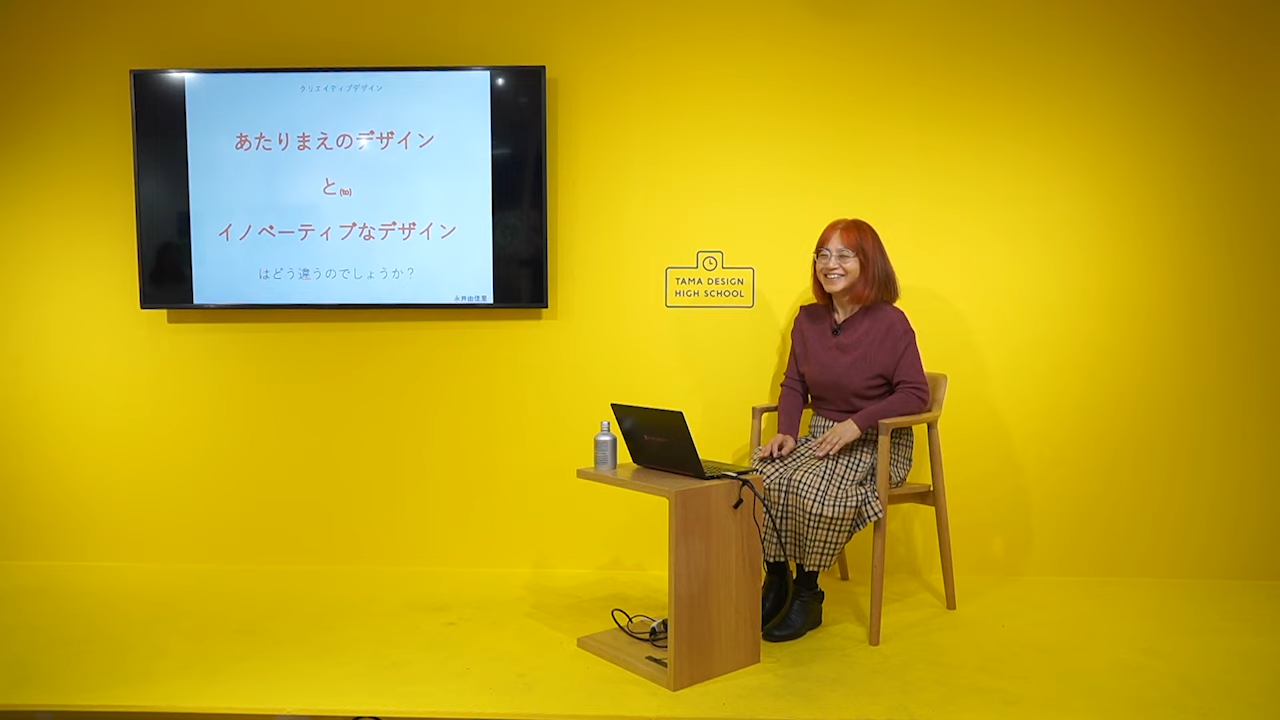 クリエイティブデザイン
あたりまえのデザイン
と(to)
イノベーティブなデザイン
はどう違うのでしょうか？
永井由佳里
TAMA DESIGN
HIGH SCHOOL